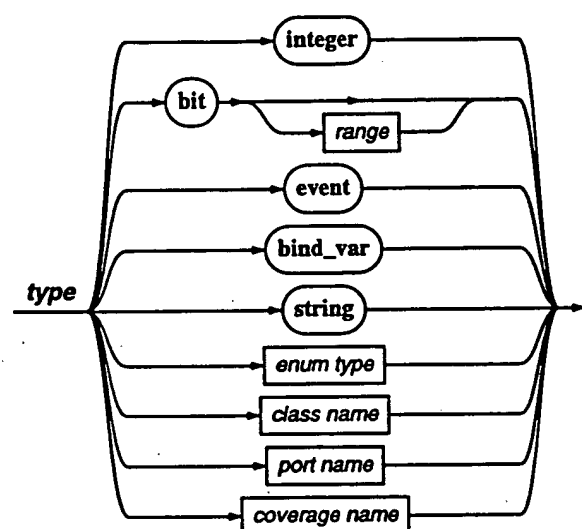 integer
bit
range
event
bind_var
type
string
enum type
class name
port name
coverage name